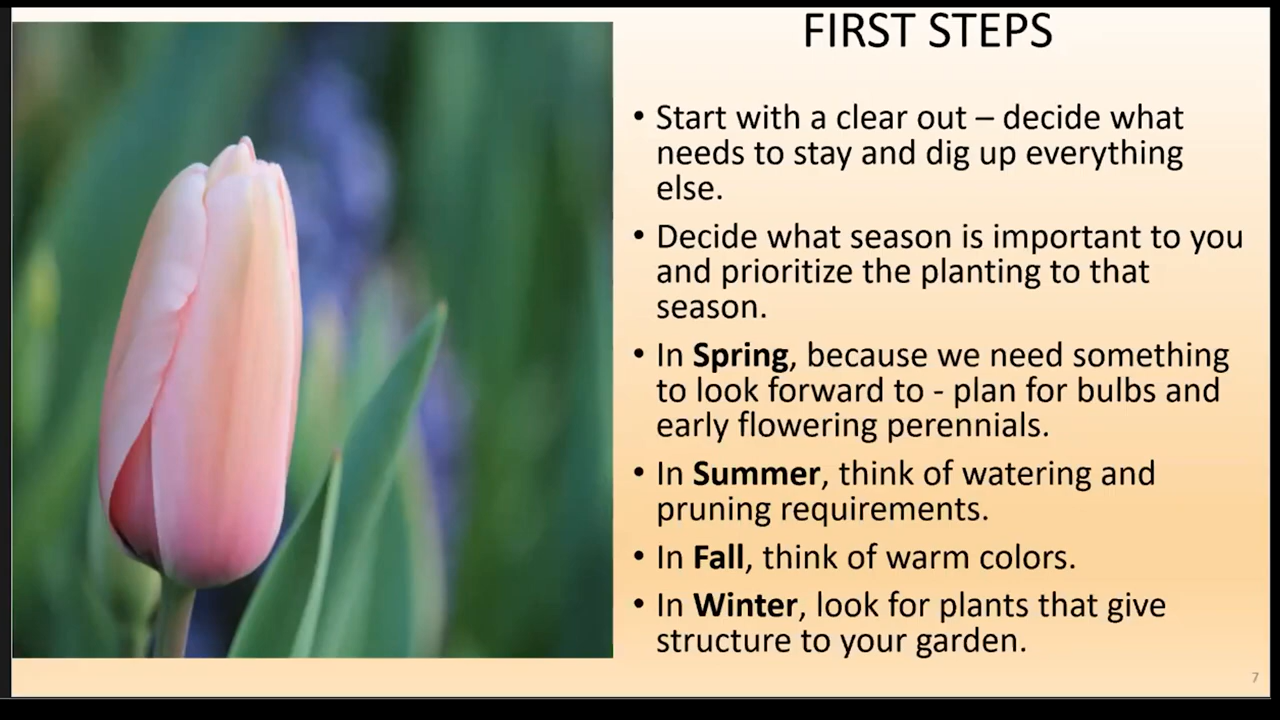 FIRST STEPS
• Start with a clear out – decide what
needs to stay and dig up everything
else.
• Decide what season is important to you
and prioritize the planting to that
season.
• In Spring, because we need something
to look forward to - plan for bulbs and
early flowering perennials.
• In Summer, think of watering and
pruning requirements.
• In Fall, think of warm colors.
• In Winter, look for plants that give
structure to your garden.
7